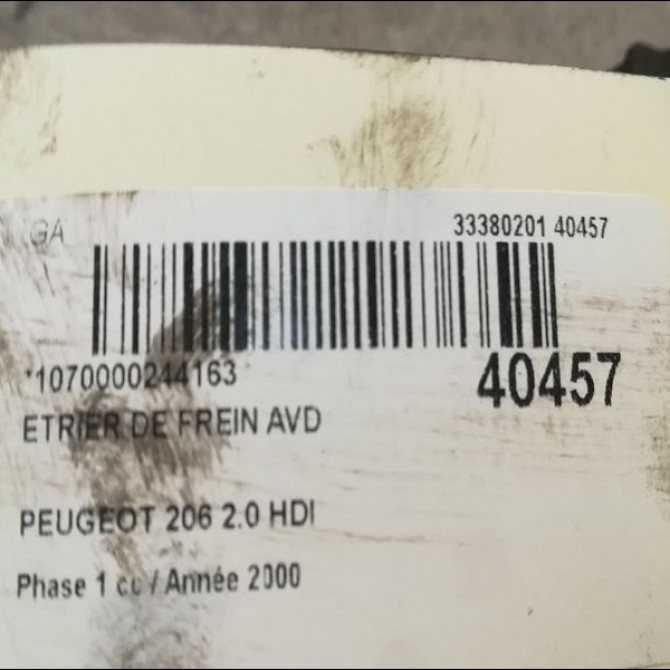 GA
33380201 40457
*1070000244163
40457
ETRIER DE FREIN AVD
PEUGEOT 206 2.0 HDI
Phase 1 cc / Année 2000